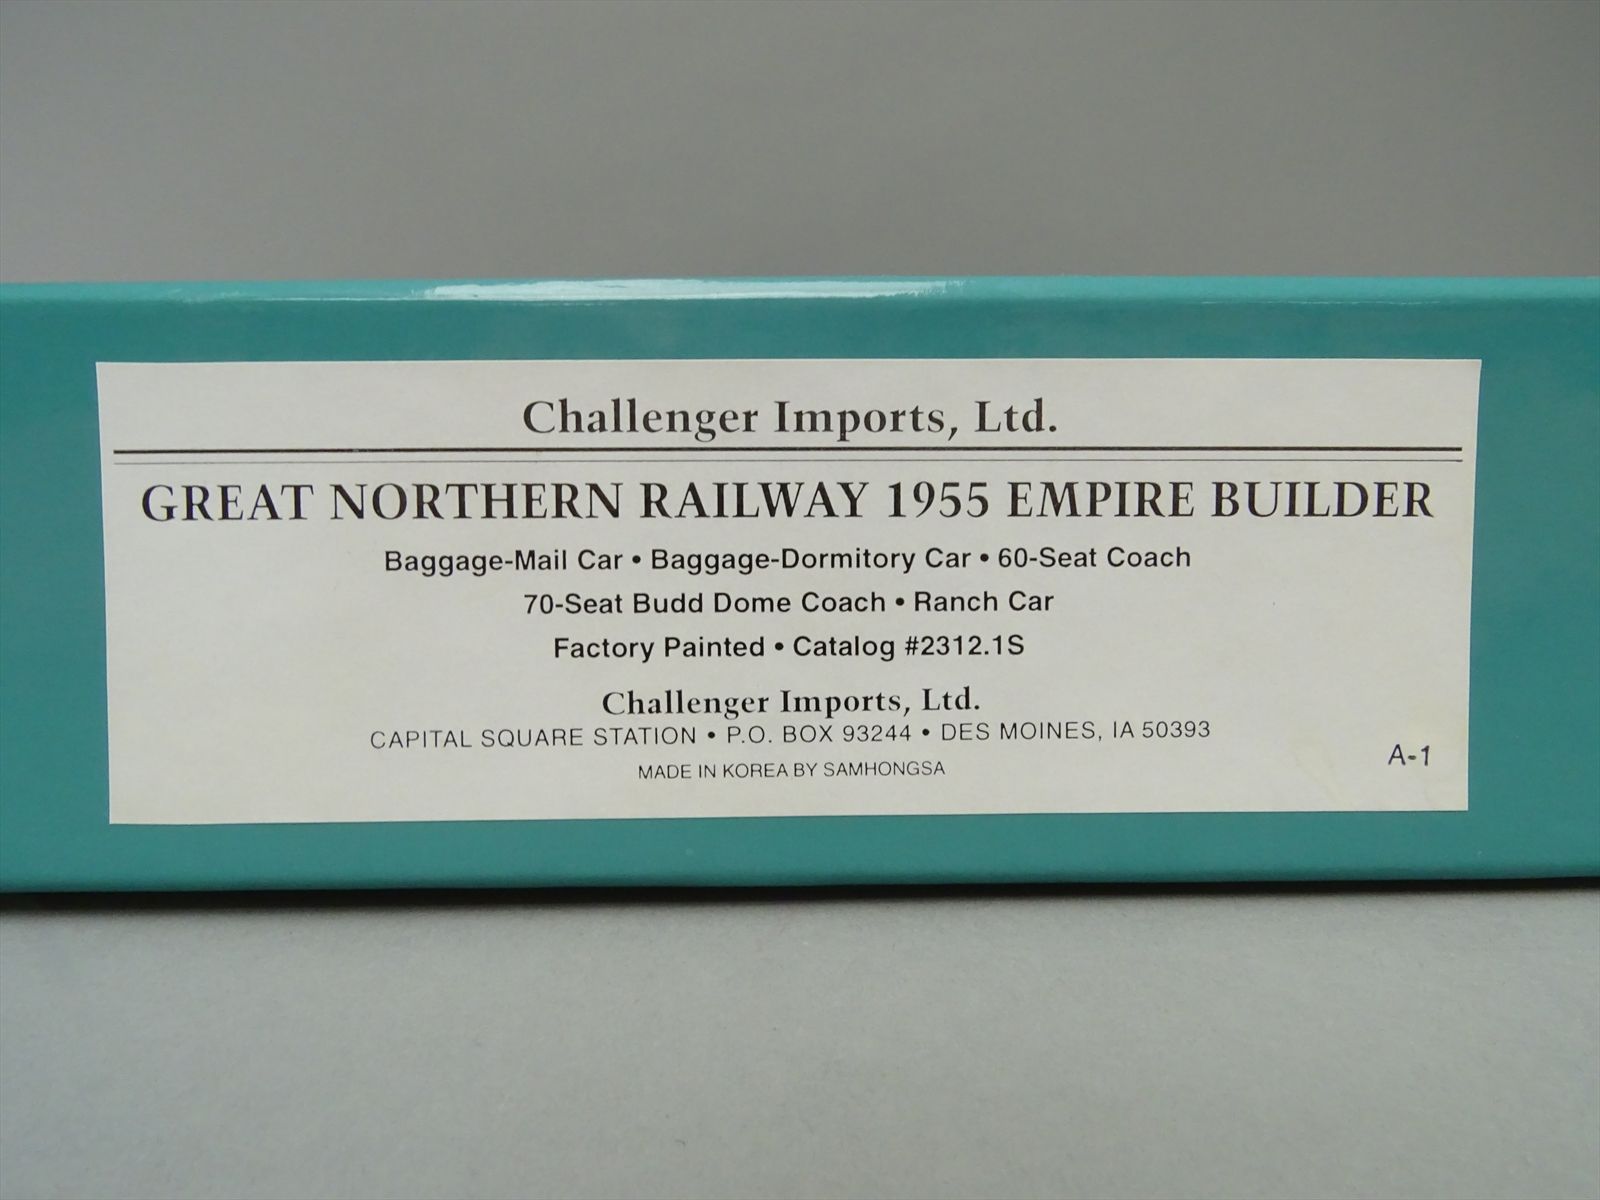 Challenger Imports, Ltd.
GREAT NORTHERN RAILWAY 1955 EMPIRE BUILDER
Baggage-Mail Car • Baggage-Dormitory Car • 60-Seat Coach
70-Seat Budd Dome Coach • Ranch Car
Factory Painted • Catalog #2312.1S
Challenger Imports, Ltd.
CAPITAL SQUARE STATION • P.O. BOX 93244 • DES MOINES, IA 50393
MADE IN KOREA BY SAMHONGSA
A-1